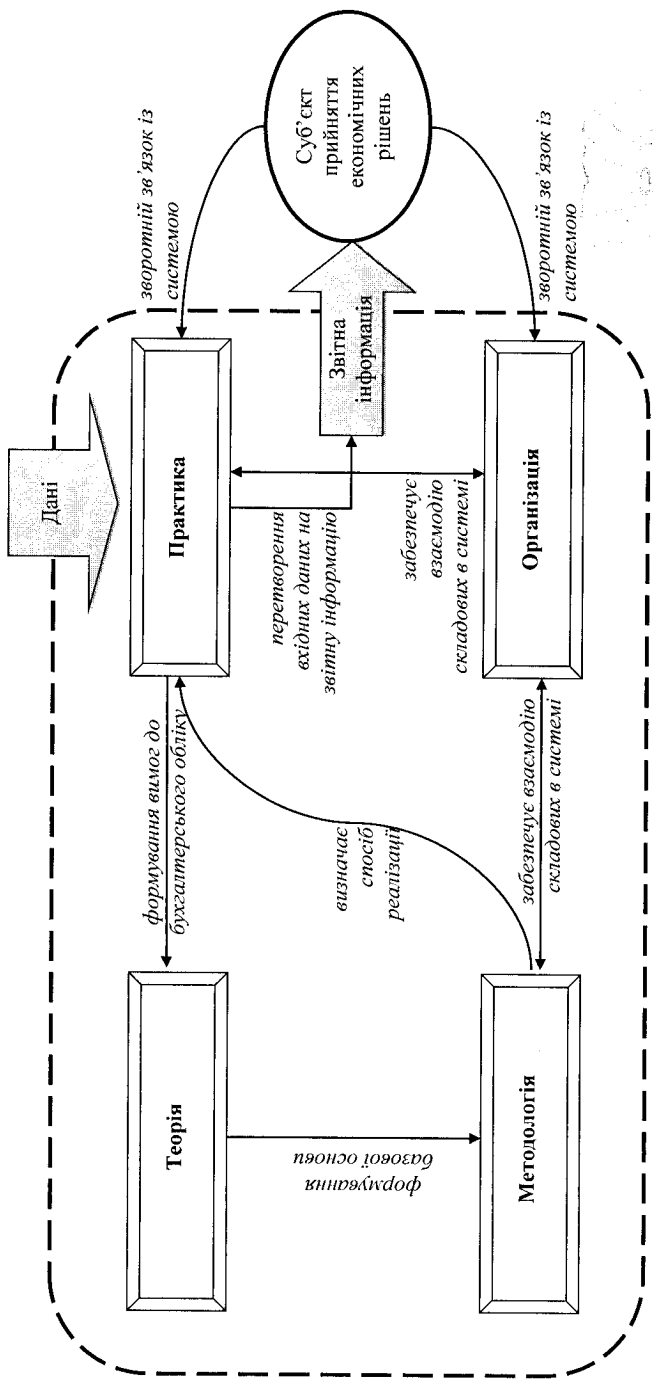 Дані
Теорія
формування вимог до
бухгалтерського обліку
Практика
зворотній зв’язок із
системою
формування
базової основи
визначає
спосіб
реалізації
перетворення
вхідних даних на
звітну інформацію
забезпечує
взаємодію
складових в системі
Звітна
інформація
Суб’єкт
прийняття
економічних
рішень
Методологія
забезпечує взаємодію
складових в системі
Організація
зворотній зв’язок із
системою